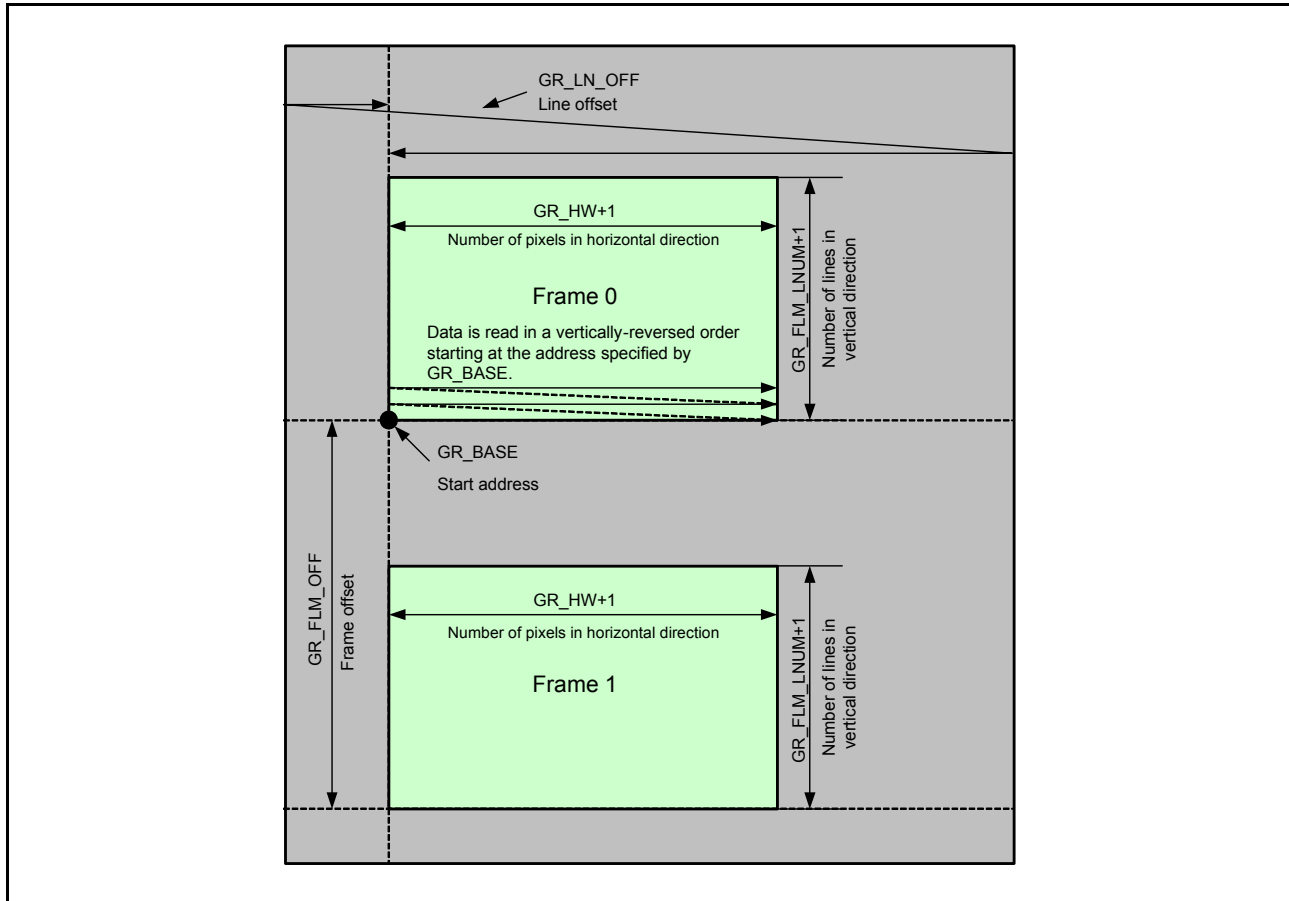 GR_LN_OFF
Line offset
GR_HW+1
Number of pixels in horizontal direction
Frame 0
Data is read in a vertically-reversed order
starting at the address specified by
GR_BASE.
GR_FLM_LNUM+1
Number of lines in
vertical direction
GR_BASE
Start address
GR_FLM_OFF
Frame offset
GR_HW+1
Number of pixels in horizontal direction
Frame 1
GR_FLM_LNUM+1
Number of lines in
vertical direction